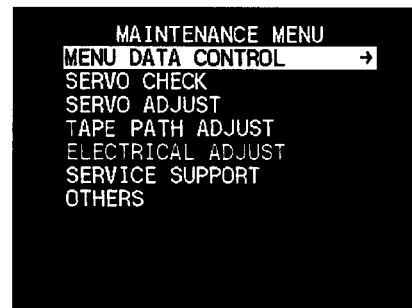 MAINTENANCE MENU
MENU DATA CONTROL →
SERVO CHECK
SERVO ADJUST
TAPE PATH ADJUST
ELECTRICAL ADJUST
SERVICE SUPPORT
OTHERS